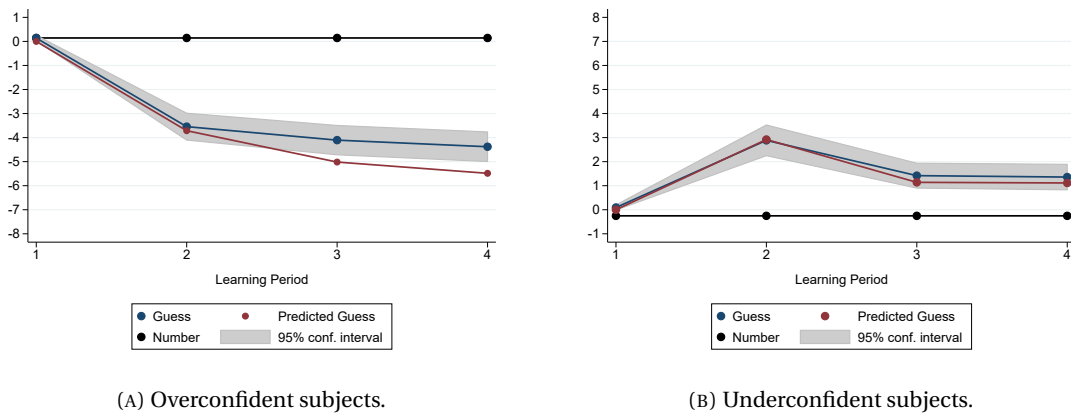 1
0
-1
-2
-3
-4
-5
-6
-7
-8
1 2 3 4
Learning Period
Guess Predicted Guess
Number 95% conf. interval
(A) Overconfident subjects.
8
7
6
5
4
3
2
1
0
-1
1 2 3 4
Learning Period
Guess Predicted Guess
Number 95% conf. interval
(B) Underconfident subjects.